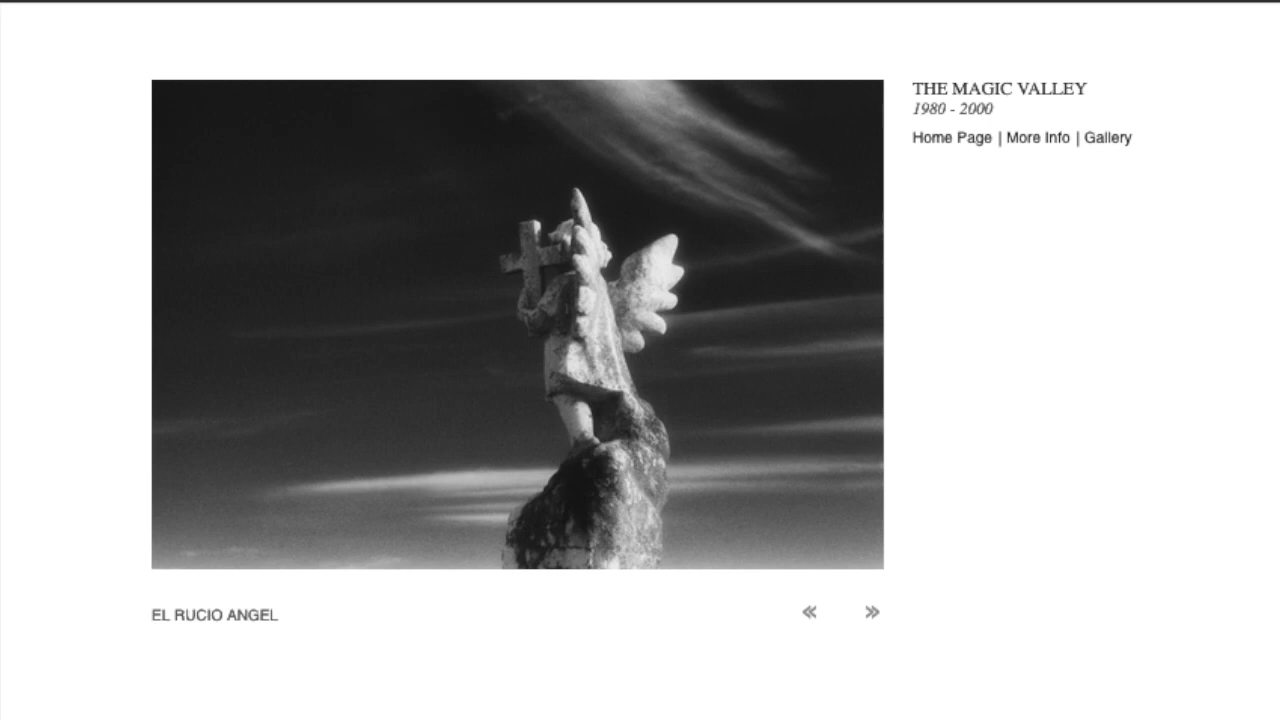 THE MAGIC VALLEY
1980 - 2000
Home Page | More Info | Gallery
EL RUCIO ANGEL
« »